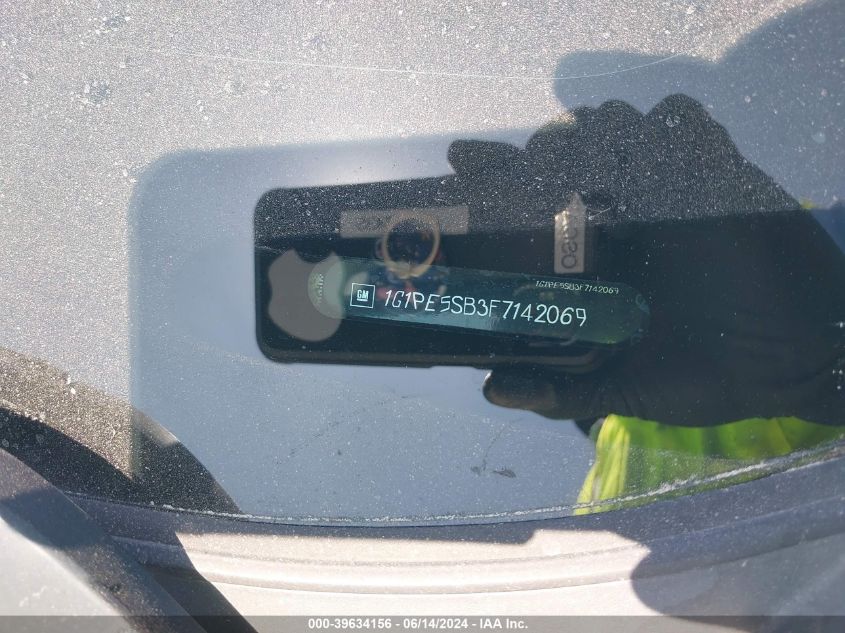 1G1PE5SB3F7142069
GM 1G1PE5SB3F7142069
000-39634156 - 06/14/2024 - IAA Inc.